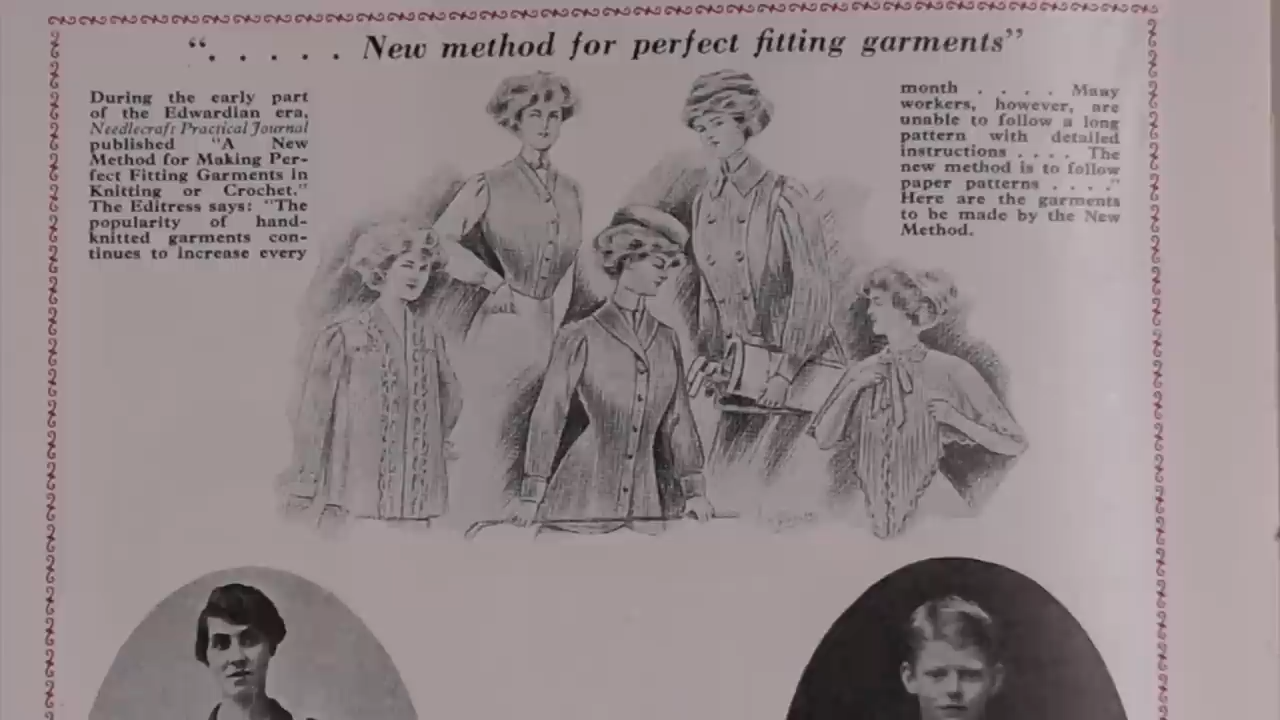 “. . . . . New method for perfect fitting garments”
During the early part
of the Edwardian era,
Needlecraft Practical Journal
published "A New
Method for Making Per-
fect Fitting Garments in
Knitting or Crochet."
The Editress says: "The
popularity of hand-
knitted garments con-
tinues to increase every
month . . . . Many
workers, however, are
unable to follow a long
pattern with detailed
instructions . . . . The
new method is to follow
paper patterns . . . ."
Here are the garments
to be made by the New
Method.